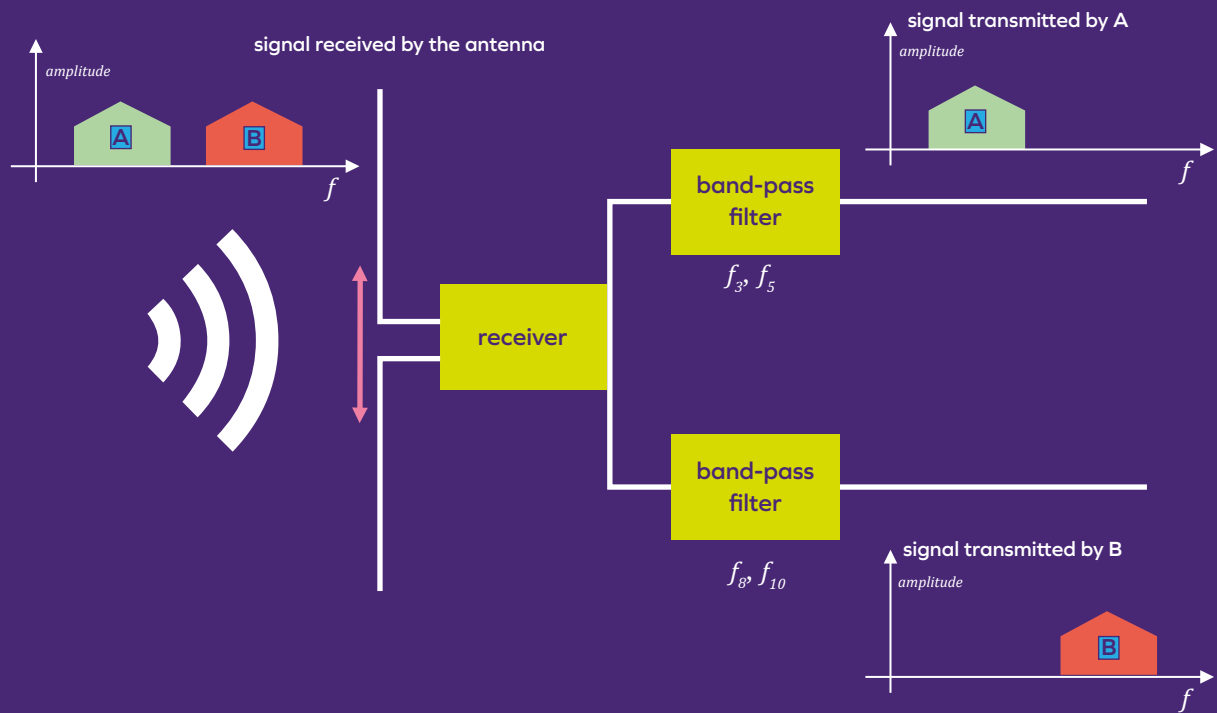 signal received by the antenna
amplitude
A
B
f
signal transmitted by A
amplitude
A
f
band-pass
filter
f₃, f₅
receiver
band-pass
filter
f₈, f₁₀
signal transmitted by B
amplitude
B
f